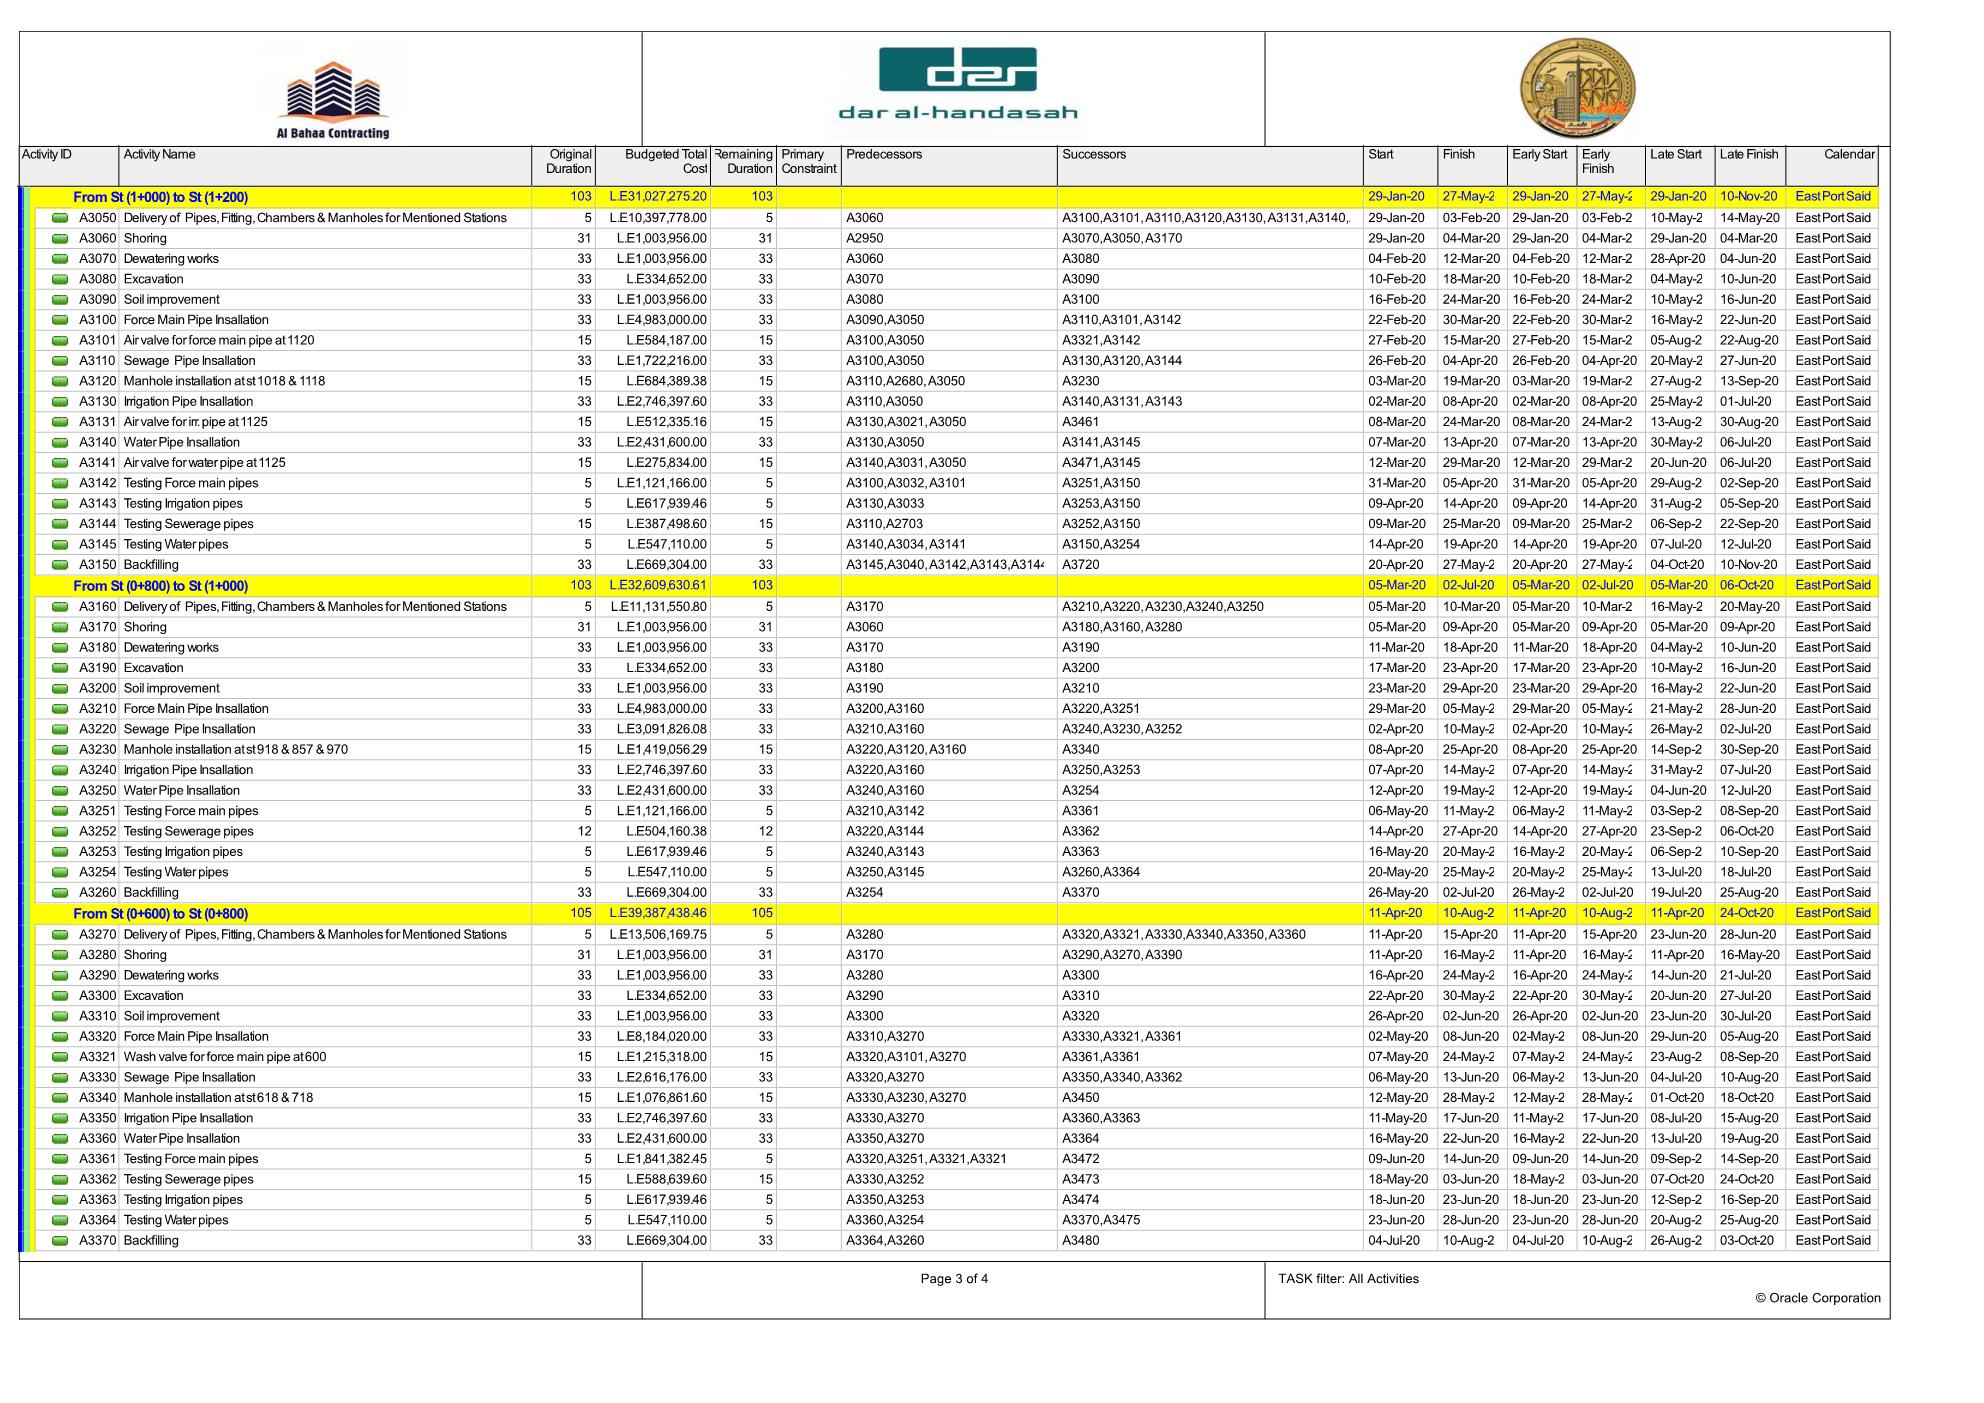 Al Bahaa Contracting
dar
dar al-handasah
Activity ID Activity Name Original Duration Budgeted Total Cost Remaining Duration Primary Constraint Predecessors Successors Start Finish Early Start Early Finish Late Start Late Finish Calendar
From St (1+000) to St (1+200) 103 L.E31,027,275.20 103 29-Jan-20 27-May-2 29-Jan-20 27-May-2 29-Jan-20 10-Nov-20 East Port Said
A3050 Delivery of Pipes, Fitting, Chambers & Manholes for Mentioned Stations 5 L.E10,397,778.00 5 A3060 A3100,A3101,A3110,A3120,A3130,A3131,A3140,. 29-Jan-20 03-Feb-20 29-Jan-20 03-Feb-2 10-May-2 14-May-20 East Port Said
A3060 Shoring 31 L.E1,003,956.00 31 A2950 A3070,A3050,A3170 29-Jan-20 04-Mar-20 29-Jan-20 04-Mar-2 29-Jan-20 04-Mar-20 East Port Said
A3070 Dewatering works 33 L.E1,003,956.00 33 A3060 A3080 04-Feb-20 12-Mar-20 04-Feb-20 12-Mar-2 28-Apr-20 04-Jun-20 East Port Said
A3080 Excavation 33 L.E334,652.00 33 A3070 A3090 10-Feb-20 18-Mar-20 10-Feb-20 18-Mar-2 04-May-2 10-Jun-20 East Port Said
A3090 Soil improvement 33 L.E1,003,956.00 33 A3080 A3100 16-Feb-20 24-Mar-20 16-Feb-20 24-Mar-2 10-May-2 16-Jun-20 East Port Said
A3100 Force Main Pipe Insallation 33 L.E4,983,000.00 33 A3090,A3050 A3110,A3101,A3142 22-Feb-20 30-Mar-20 22-Feb-20 30-Mar-2 16-May-2 22-Jun-20 East Port Said
A3101 Air valve for force main pipe at 1120 15 L.E584,187.00 15 A3100,A3050 A3321,A3142 27-Feb-20 15-Mar-20 27-Feb-20 15-Mar-2 05-Aug-2 22-Aug-20 East Port Said
A3110 Sewage Pipe Insallation 33 L.E1,722,216.00 33 A3100,A3050 A3130,A3120,A3144 26-Feb-20 04-Apr-20 26-Feb-20 04-Apr-20 20-May-2 27-Jun-20 East Port Said
A3120 Manhole installation at st 1018 & 1118 15 L.E684,389.38 15 A3110,A2680,A3050 A3230 03-Mar-20 19-Mar-20 03-Mar-20 19-Mar-2 27-Aug-2 13-Sep-20 East Port Said
A3130 Irrigation Pipe Insallation 33 L.E2,746,397.60 33 A3110,A3050 A3140,A3131,A3143 02-Mar-20 08-Apr-20 02-Mar-20 08-Apr-20 25-May-2 01-Jul-20 East Port Said
A3131 Air valve for irr. pipe at 1125 15 L.E512,335.16 15 A3130,A3021,A3050 A3461 08-Mar-20 24-Mar-20 08-Mar-20 24-Mar-2 13-Aug-2 30-Aug-20 East Port Said
A3140 Water Pipe Insallation 33 L.E2,431,600.00 33 A3130,A3050 A3141,A3145 07-Mar-20 13-Apr-20 07-Mar-20 13-Apr-20 30-May-2 06-Jul-20 East Port Said
A3141 Air valve for water pipe at 1125 15 L.E275,834.00 15 A3140,A3031,A3050 A3471,A3145 12-Mar-20 29-Mar-20 12-Mar-20 29-Mar-2 20-Jun-20 06-Jul-20 East Port Said
A3142 Testing Force main pipes 5 L.E1,121,166.00 5 A3100,A3032,A3101 A3251,A3150 31-Mar-20 05-Apr-20 31-Mar-20 05-Apr-20 29-Aug-2 02-Sep-20 East Port Said
A3143 Testing Irrigation pipes 5 L.E617,939.46 5 A3130,A3033 A3253,A3150 09-Apr-20 14-Apr-20 09-Apr-20 14-Apr-20 31-Aug-2 05-Sep-20 East Port Said
A3144 Testing Sewerage pipes 15 L.E387,498.60 15 A3110,A2703 A3252,A3150 09-Mar-20 25-Mar-20 09-Mar-20 25-Mar-2 06-Sep-2 22-Sep-20 East Port Said
A3145 Testing Water pipes 5 L.E547,110.00 5 A3140,A3034,A3141 A3150,A3254 14-Apr-20 19-Apr-20 14-Apr-20 19-Apr-20 07-Jul-20 12-Jul-20 East Port Said
A3150 Backfilling 33 L.E669,304.00 33 A3145,A3040,A3142,A3143,A3144 A3720 20-Apr-20 27-May-2 20-Apr-20 27-May-2 04-Oct-20 10-Nov-20 East Port Said
From St (0+800) to St (1+000) 103 L.E32,609,630.61 103 05-Mar-20 02-Jul-20 05-Mar-20 02-Jul-20 05-Mar-20 06-Oct-20 East Port Said
A3160 Delivery of Pipes, Fitting, Chambers & Manholes for Mentioned Stations 5 L.E11,131,550.80 5 A3170 A3210,A3220,A3230,A3240,A3250 05-Mar-20 10-Mar-20 05-Mar-20 10-Mar-2 16-May-2 20-May-20 East Port Said
A3170 Shoring 31 L.E1,003,956.00 31 A3060 A3180,A3160,A3280 05-Mar-20 09-Apr-20 05-Mar-20 09-Apr-20 05-Mar-20 09-Apr-20 East Port Said
A3180 Dewatering works 33 L.E1,003,956.00 33 A3170 A3190 11-Mar-20 18-Apr-20 11-Mar-20 18-Apr-20 04-May-2 10-Jun-20 East Port Said
A3190 Excavation 33 L.E334,652.00 33 A3180 A3200 17-Mar-20 23-Apr-20 17-Mar-20 23-Apr-20 10-May-2 16-Jun-20 East Port Said
A3200 Soil improvement 33 L.E1,003,956.00 33 A3190 A3210 23-Mar-20 29-Apr-20 23-Mar-20 29-Apr-20 16-May-2 22-Jun-20 East Port Said
A3210 Force Main Pipe Insallation 33 L.E4,983,000.00 33 A3200,A3160 A3220,A3251 29-Mar-20 05-May-2 29-Mar-20 05-May-2 21-May-2 28-Jun-20 East Port Said
A3220 Sewage Pipe Insallation 33 L.E3,091,826.08 33 A3210,A3160 A3240,A3230,A3252 02-Apr-20 10-May-2 02-Apr-20 10-May-2 26-May-2 02-Jul-20 East Port Said
A3230 Manhole installation at st 918 & 857 & 970 15 L.E1,419,056.29 15 A3220,A3120,A3160 A3340 08-Apr-20 25-Apr-20 08-Apr-20 25-Apr-20 14-Sep-2 30-Sep-20 East Port Said
A3240 Irrigation Pipe Insallation 33 L.E2,746,397.60 33 A3220,A3160 A3250,A3253 07-Apr-20 14-May-2 07-Apr-20 14-May-2 31-May-2 07-Jul-20 East Port Said
A3250 Water Pipe Insallation 33 L.E2,431,600.00 33 A3240,A3160 A3254 12-Apr-20 19-May-2 12-Apr-20 19-May-2 04-Jun-20 12-Jul-20 East Port Said
A3251 Testing Force main pipes 5 L.E1,121,166.00 5 A3210,A3142 A3361 06-May-20 11-May-2 06-May-2 11-May-2 03-Sep-2 08-Sep-20 East Port Said
A3252 Testing Sewerage pipes 12 L.E504,160.38 12 A3220,A3144 A3362 14-Apr-20 27-Apr-20 14-Apr-20 27-Apr-20 23-Sep-2 06-Oct-20 East Port Said
A3253 Testing Irrigation pipes 5 L.E617,939.46 5 A3240,A3143 A3363 16-May-20 20-May-2 16-May-2 20-May-2 06-Sep-2 10-Sep-20 East Port Said
A3254 Testing Water pipes 5 L.E547,110.00 5 A3250,A3145 A3260,A3364 20-May-20 25-May-2 20-May-2 25-May-2 13-Jul-20 18-Jul-20 East Port Said
A3260 Backfilling 33 L.E669,304.00 33 A3254 A3370 26-May-20 02-Jul-20 26-May-2 02-Jul-20 19-Jul-20 25-Aug-20 East Port Said
From St (0+600) to St (0+800) 105 L.E39,387,438.46 105 11-Apr-20 10-Aug-2 11-Apr-20 10-Aug-2 11-Apr-20 24-Oct-20 East Port Said
A3270 Delivery of Pipes, Fitting, Chambers & Manholes for Mentioned Stations 5 L.E13,506,169.75 5 A3280 A3320,A3321,A3330,A3340,A3350,A3360 11-Apr-20 15-Apr-20 11-Apr-20 15-Apr-20 23-Jun-20 28-Jun-20 East Port Said
A3280 Shoring 31 L.E1,003,956.00 31 A3170 A3290,A3270,A3390 11-Apr-20 16-May-2 11-Apr-20 16-May-2 11-Apr-20 16-May-20 East Port Said
A3290 Dewatering works 33 L.E1,003,956.00 33 A3280 A3300 16-Apr-20 24-May-2 16-Apr-20 24-May-2 14-Jun-20 21-Jul-20 East Port Said
A3300 Excavation 33 L.E334,652.00 33 A3290 A3310 22-Apr-20 30-May-2 22-Apr-20 30-May-2 20-Jun-20 27-Jul-20 East Port Said
A3310 Soil improvement 33 L.E1,003,956.00 33 A3300 A3320 26-Apr-20 02-Jun-20 26-Apr-20 02-Jun-20 23-Jun-20 30-Jul-20 East Port Said
A3320 Force Main Pipe Insallation 33 L.E8,184,020.00 33 A3310,A3270 A3330,A3321,A3361 02-May-20 08-Jun-20 02-May-2 08-Jun-20 29-Jun-20 05-Aug-20 East Port Said
A3321 Wash valve for force main pipe at 600 15 L.E1,215,318.00 15 A3320,A3101,A3270 A3361,A3361 07-May-20 24-May-2 07-May-2 24-May-2 23-Aug-2 08-Sep-20 East Port Said
A3330 Sewage Pipe Insallation 33 L.E2,616,176.00 33 A3320,A3270 A3350,A3340,A3362 06-May-20 13-Jun-20 06-May-2 13-Jun-20 04-Jul-20 10-Aug-20 East Port Said
A3340 Manhole installation at st 618 & 718 15 L.E1,076,861.60 15 A3330,A3230,A3270 A3450 12-May-20 28-May-2 12-May-2 28-May-2 01-Oct-20 18-Oct-20 East Port Said
A3350 Irrigation Pipe Insallation 33 L.E2,746,397.60 33 A3330,A3270 A3360,A3363 11-May-20 17-Jun-20 11-May-2 17-Jun-20 08-Jul-20 15-Aug-20 East Port Said
A3360 Water Pipe Insallation 33 L.E2,431,600.00 33 A3350,A3270 A3364 16-May-20 22-Jun-20 16-May-2 22-Jun-20 13-Jul-20 19-Aug-20 East Port Said
A3361 Testing Force main pipes 5 L.E1,841,382.45 5 A3320,A3251,A3321,A3321 A3472 09-Jun-20 14-Jun-20 09-Jun-20 14-Jun-20 09-Sep-2 14-Sep-20 East Port Said
A3362 Testing Sewerage pipes 15 L.E588,639.60 15 A3330,A3252 A3473 18-May-20 03-Jun-20 18-May-2 03-Jun-20 07-Oct-20 24-Oct-20 East Port Said
A3363 Testing Irrigation pipes 5 L.E617,939.46 5 A3350,A3253 A3474 18-Jun-20 23-Jun-20 18-Jun-20 23-Jun-20 12-Sep-2 16-Sep-20 East Port Said
A3364 Testing Water pipes 5 L.E547,110.00 5 A3360,A3254 A3370,A3475 23-Jun-20 28-Jun-20 23-Jun-20 28-Jun-20 20-Aug-2 25-Aug-20 East Port Said
A3370 Backfilling 33 L.E669,304.00 33 A3364,A3260 A3480 04-Jul-20 10-Aug-2 04-Jul-20 10-Aug-2 26-Aug-2 03-Oct-20 East Port Said
Page 3 of 4
TASK filter: All Activities
© Oracle Corporation